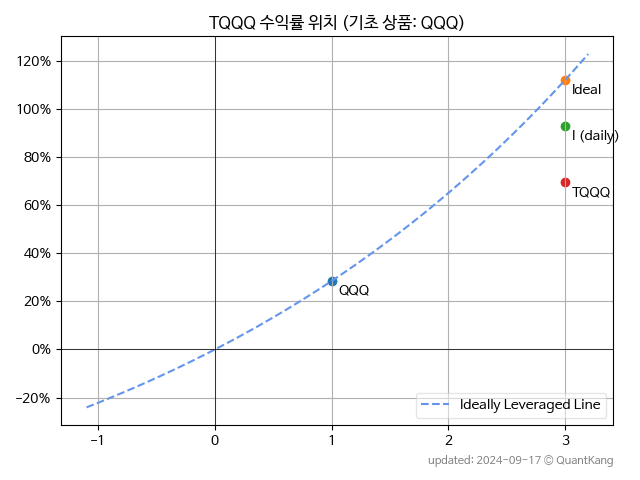 TQQQ 수익률 위치 (기초 상품: QQQ)
120%
100%
80%
60%
40%
20%
0%
-20%
Ideal
I (daily)
TQQQ
QQQ
Ideally Leveraged Line
-1 0 1 2 3
updated: 2024-09-17 © QuantKang